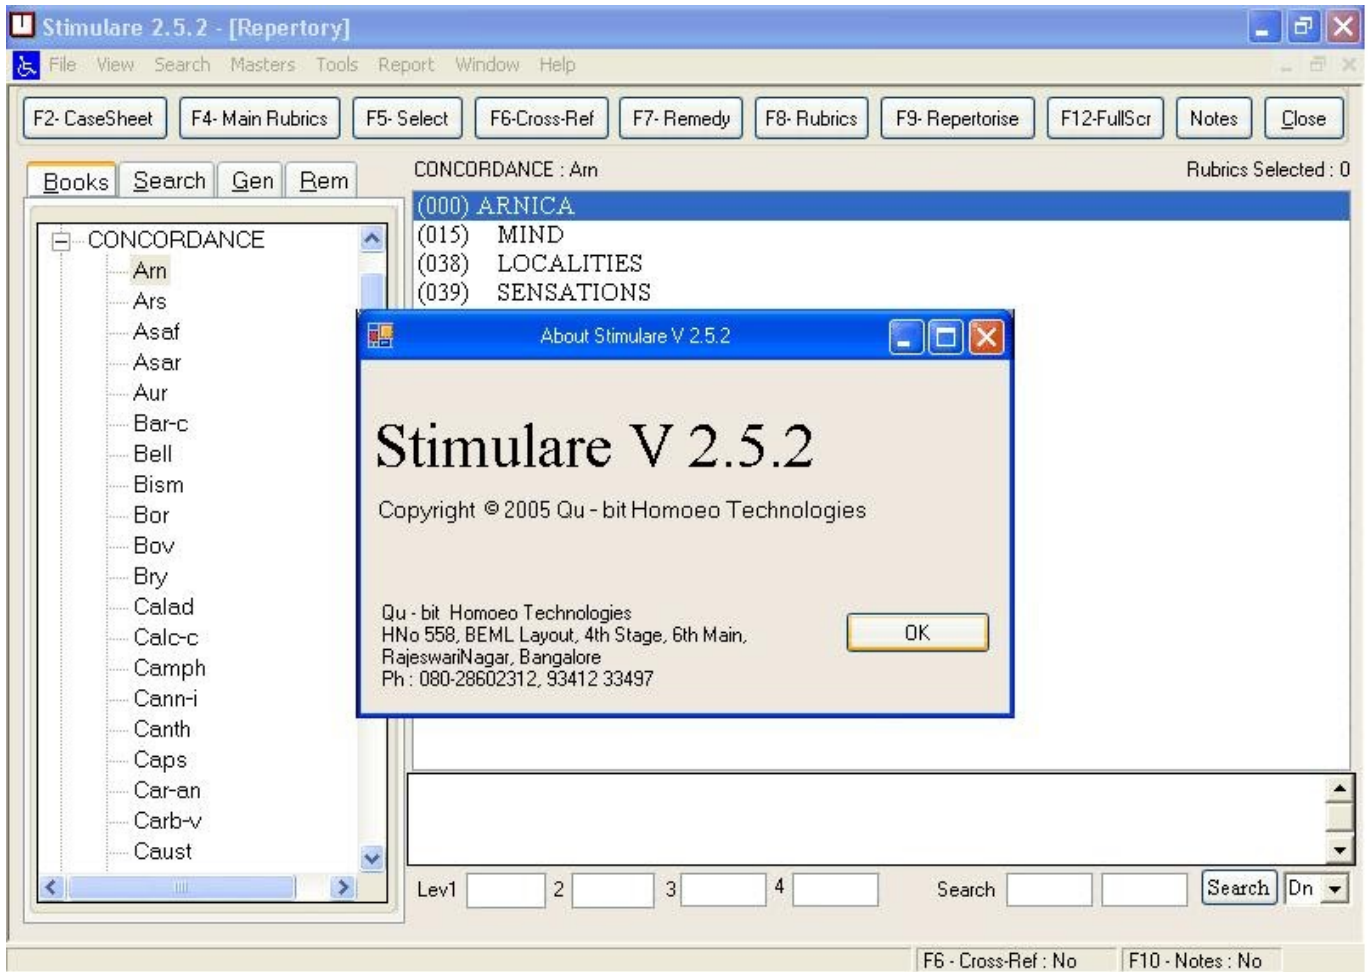 Stimulare 2.5.2 - [Repertory]
File View Search Masters Tools Report Window Help
F2- CaseSheet F4- Main Rubrics F5- Select F6-Cross-Ref F7- Remedy F8- Rubrics F9- Repertorise F12-FullScr Notes Close
Books Search Gen Rem
CONCORDANCE : Arn Rubrics Selected : 0
CONCORDANCE
Arn
Ars
Asaf
Asar
Aur
Bar-c
Bell
Bism
Bor
Bov
Bry
Calad
Calc-c
Camph
Cann-i
Canth
Caps
Car-an
Carb-v
Caust
(000) ARNICA
(015) MIND
(038) LOCALITIES
(039) SENSATIONS
About Stimulare V 2.5.2
Stimulare V 2.5.2
Copyright © 2005 Qu - bit Homoeo Technologies
Qu - bit Homoeo Technologies
HNo 558, BEML Layout, 4th Stage, 6th Main,
RajeswariNagar, Bangalore
Ph : 080-28602312, 93412 33497
OK
Lev1 2 3 4 Search Search Dn
F6 - Cross-Ref : No F10 - Notes : No